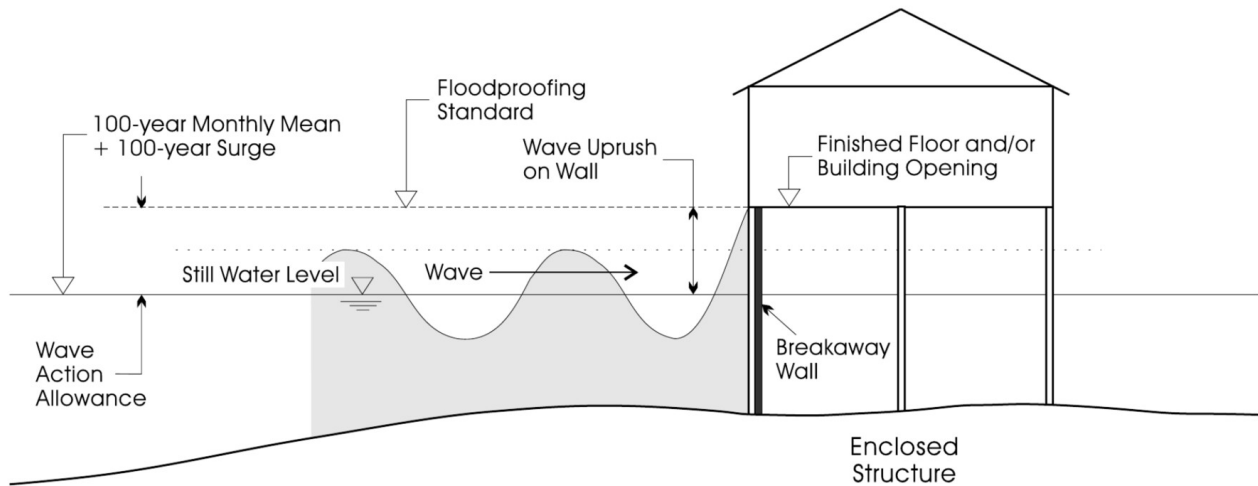 Floodproofing
Standard
100-year Monthly Mean
+ 100-year Surge
Wave Uprush
on Wall
Finished Floor and/or
Building Opening
Still Water Level
Wave
Wave
Action
Allowance
Breakaway
Wall
Enclosed
Structure